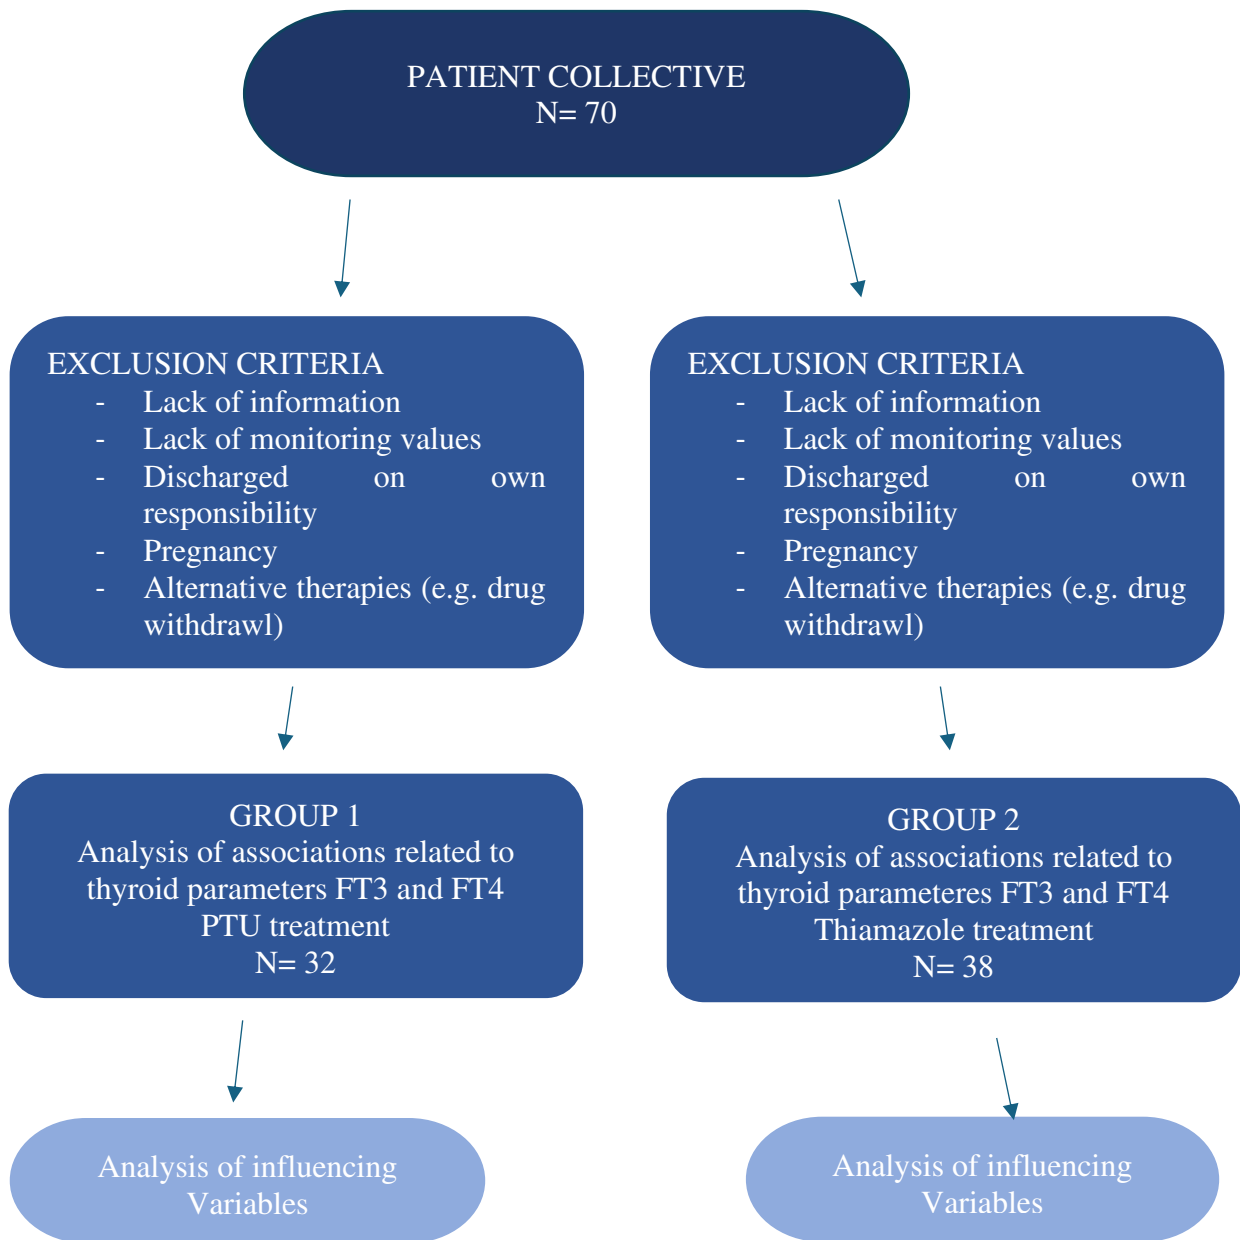 PATIENT COLLECTIVE
N= 70
EXCLUSION CRITERIA
- Lack of information
- Lack of monitoring values
- Discharged on own
responsibility
- Pregnancy
- Alternative therapies (e.g. drug
withdrawl)
EXCLUSION CRITERIA
- Lack of information
- Lack of monitoring values
- Discharged on own
responsibility
- Pregnancy
- Alternative therapies (e.g. drug
withdrawl)
GROUP 1
Analysis of associations related to
thyroid parameters FT3 and FT4
PTU treatment
N= 32
GROUP 2
Analysis of associations related to
thyroid parameteres FT3 and FT4
Thiamazole treatment
N= 38
Analysis of influencing
Variables
Analysis of influencing
Variables